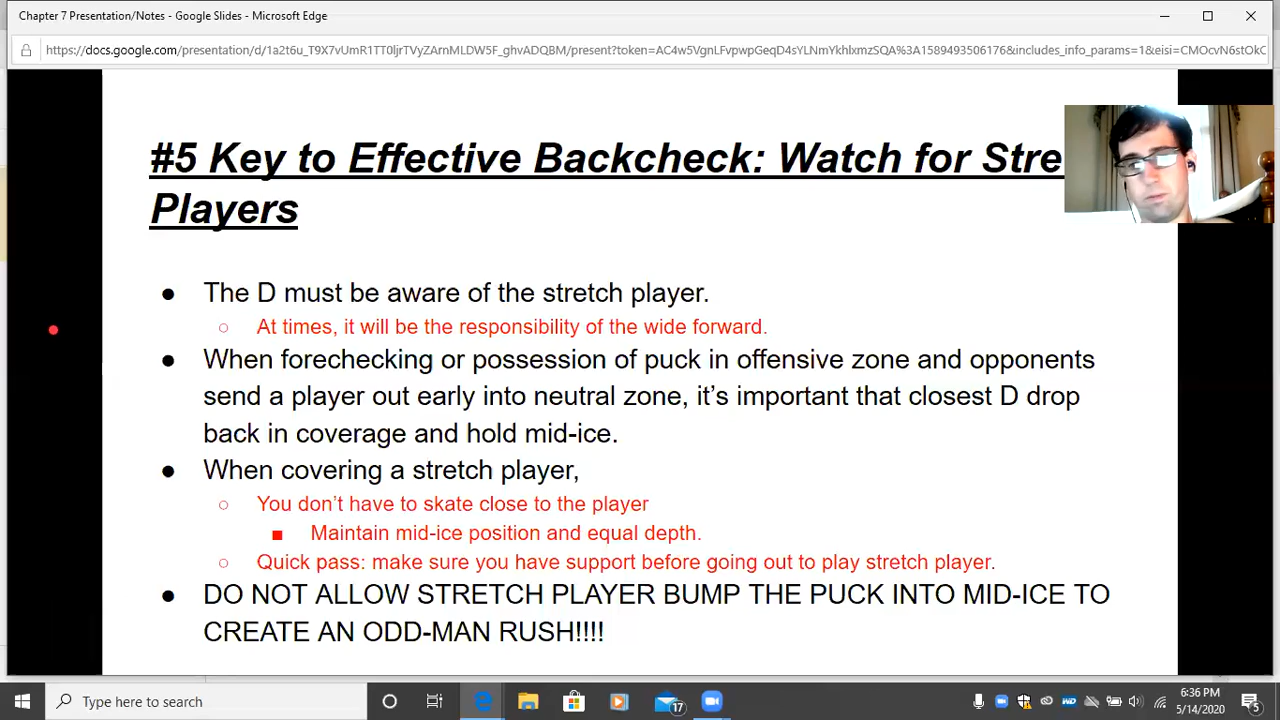 Chapter 7 Presentation/Notes - Google Slides - Microsoft Edge
https://docs.google.com/presentation/d/1a2t6u_T9X7vUmR1TT0ljrTVyZArnMLDW5F_ghvADQBM/present?token=AC4w5VgnLFvpwpGeqD4sYLNmYkhlxmzSQA%3A1589493506176&includes_info_params=1&eisi=CMOcvN6stOkC
#5 Key to Effective Backcheck: Watch for Stre
Players
● The D must be aware of the stretch player.
○ At times, it will be the responsibility of the wide forward.
● When forechecking or possession of puck in offensive zone and opponents
send a player out early into neutral zone, it’s important that closest D drop
back in coverage and hold mid-ice.
● When covering a stretch player,
○ You don’t have to skate close to the player
■ Maintain mid-ice position and equal depth.
○ Quick pass: make sure you have support before going out to play stretch player.
● DO NOT ALLOW STRETCH PLAYER BUMP THE PUCK INTO MID-ICE TO
CREATE AN ODD-MAN RUSH!!!!
Type here to search
17
WD
6:36 PM
5/14/2020
5